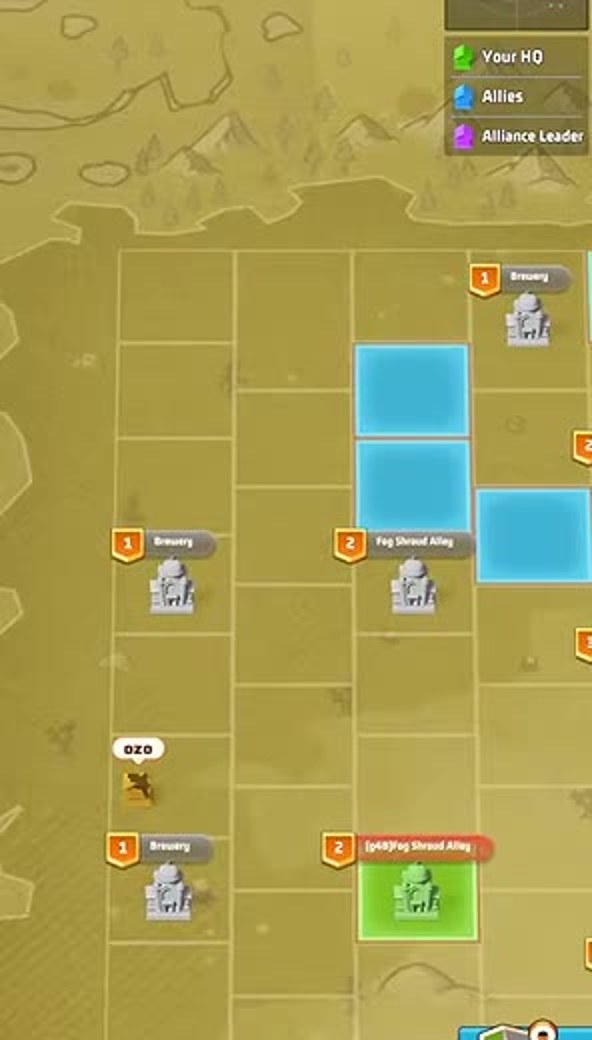 Your HQ
Allies
Alliance Leader
1 Brewery
2
1 Brewery
2 Fog Shroud Alley
OZO
1 Brewery
2 [g48]Fog Shroud Alley